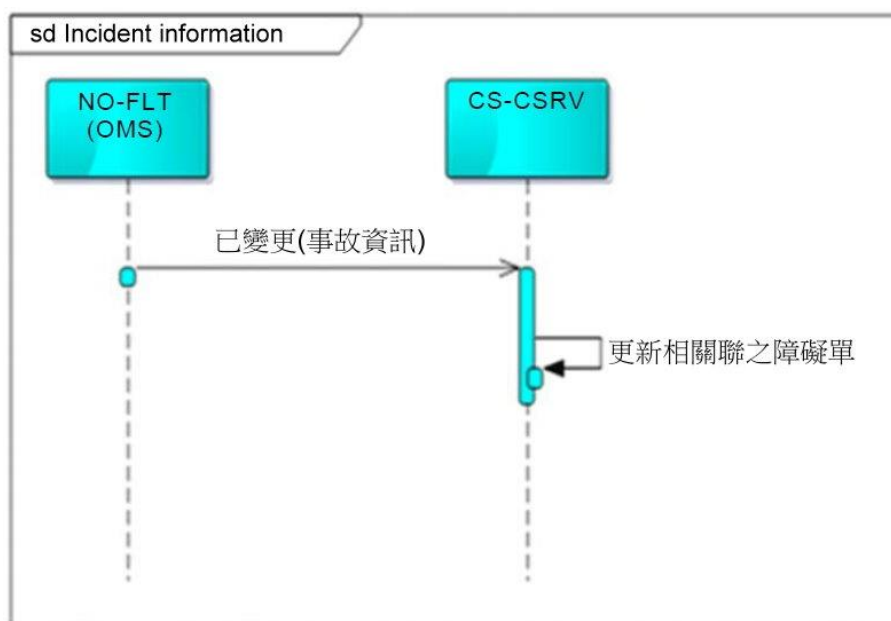 sd Incident information
NO-FLT
(OMS)
CS-CSRV
已變更(事故資訊)
更新相關聯之障礙單